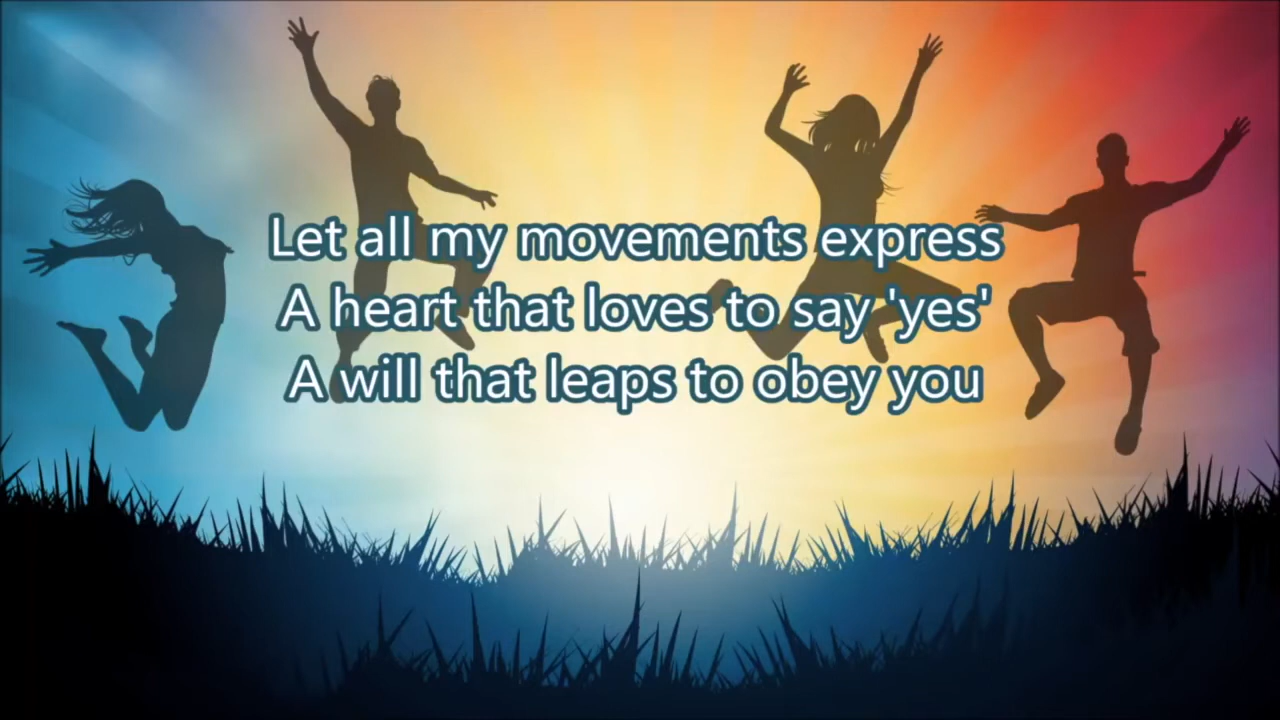 Let all my movements express
A heart that loves to say 'yes'
A will that leaps to obey you